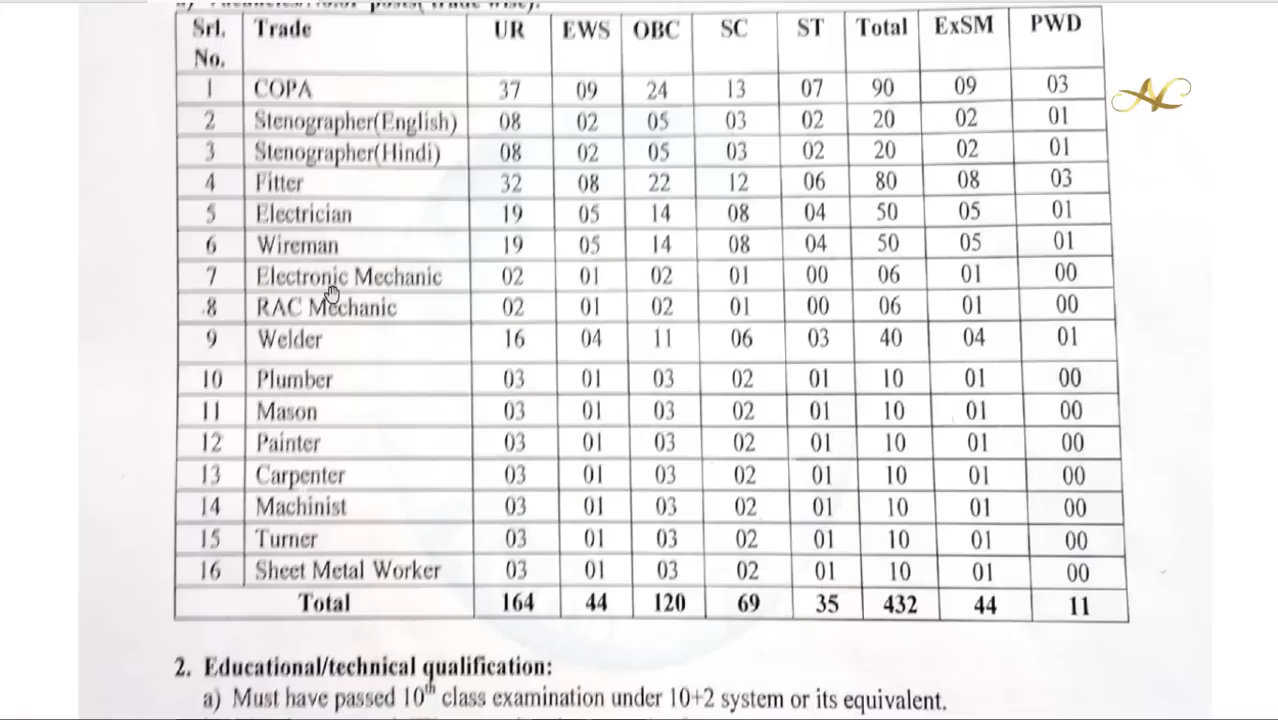 Srl. No. Trade UR EWS OBC SC ST Total ExSM PWD
1 COPA 37 09 24 13 07 90 09 03
2 Stenographer(English) 08 02 05 03 02 20 02 01
3 Stenographer(Hindi) 08 02 05 03 02 20 02 01
4 Fitter 32 08 22 12 06 80 08 03
5 Electrician 19 05 14 08 04 50 05 01
6 Wireman 19 05 14 08 04 50 05 01
7 Electronic Mechanic 02 01 02 01 00 06 01 00
8 RAC Mechanic 02 01 02 01 00 06 01 00
9 Welder 16 04 11 06 03 40 04 01
10 Plumber 03 01 03 02 01 10 01 00
11 Mason 03 01 03 02 01 10 01 00
12 Painter 03 01 03 02 01 10 01 00
13 Carpenter 03 01 03 02 01 10 01 00
14 Machinist 03 01 03 02 01 10 01 00
15 Turner 03 01 03 02 01 10 01 00
16 Sheet Metal Worker 03 01 03 02 01 10 01 00
Total 164 44 120 69 35 432 44 11
2. Educational/technical qualification:
a) Must have passed 10th class examination under 10+2 system or its equivalent.
AC